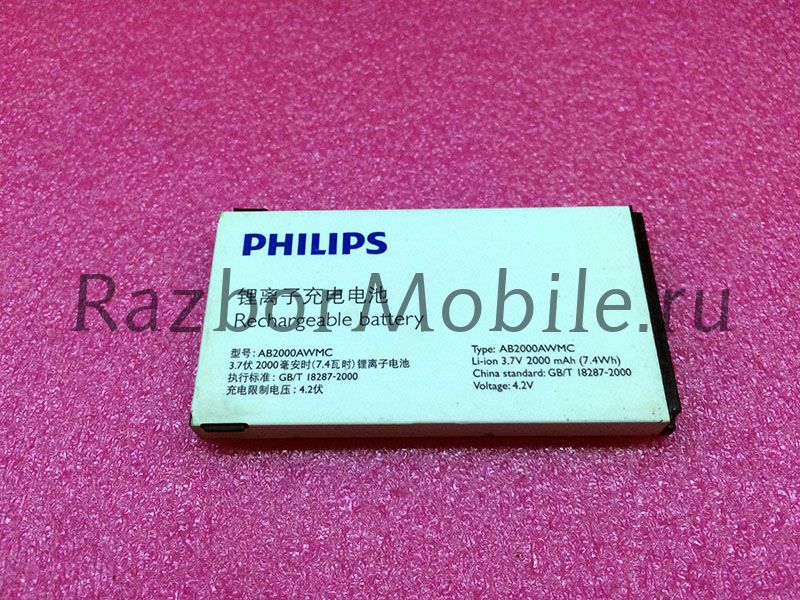 PHILIPS
锂离子充电电池
Rechargeable battery
型号: AB2000AWMC
3.7伏 2000毫安时(7.4瓦时)锂离子电池
执行标准: GB/T 18287-2000
充电限制电压: 4.2伏
Type: AB2000AWMC
Li-ion 3.7V 2000 mAh (7.4Wh)
China standard: GB/T 18287-2000
Voltage: 4.2V
RazborMobile.ru